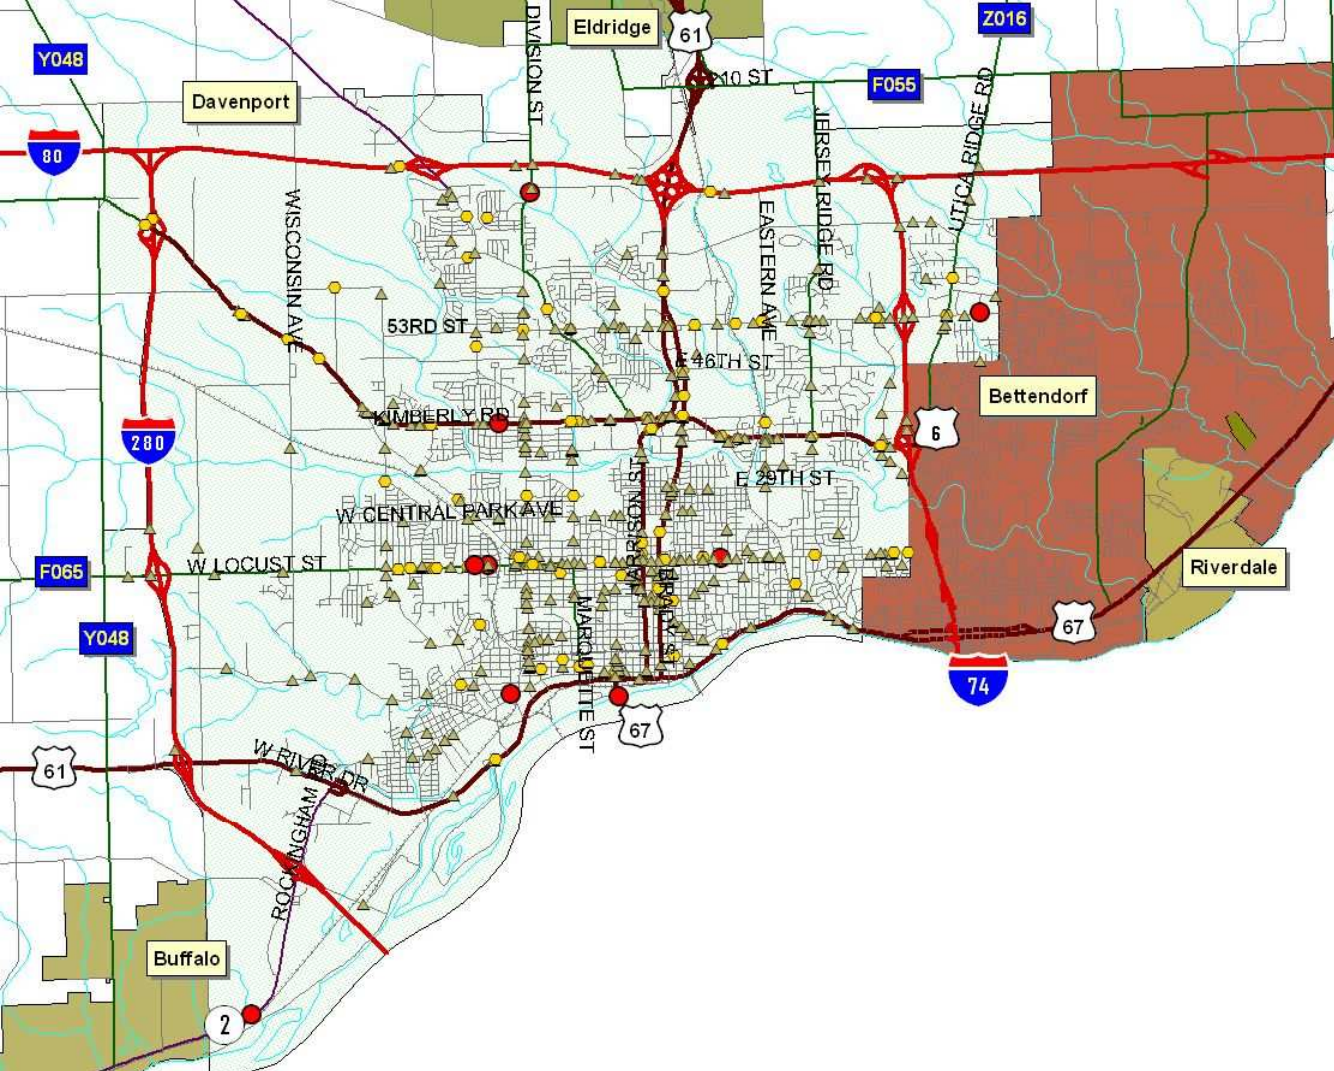 Z016
Eldridge
61
Y048
210 ST
F055
Davenport
DIVISION ST
JERSEY RIDGE RD
UTICA RIDGE RD
80
WISCONSIN AVE
EASTERN AVE
53RD ST
E 46TH ST
Bettendorf
KIMBERLY RD
6
280
E 29TH ST
W CENTRAL PARK AVE
HARRISON ST
W LOCUST ST
F065
Riverdale
BRADY ST
MARQUETTE ST
67
Y048
74
67
W RIVER DR
61
ROCKINGHAM
Buffalo
2